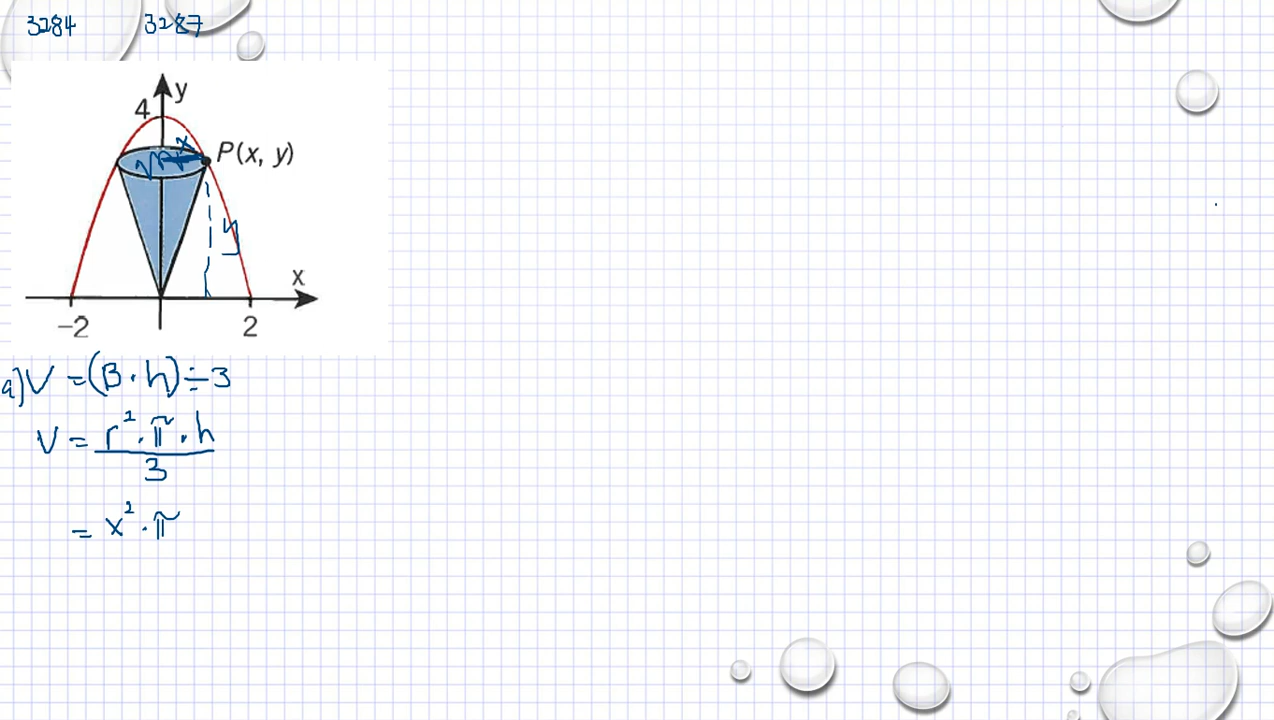 3284 3287
y
4
x
P(x, y)
y
x
-2 2
a) V = (B · h) ÷ 3
V = r² · π · h / 3
= x² · π